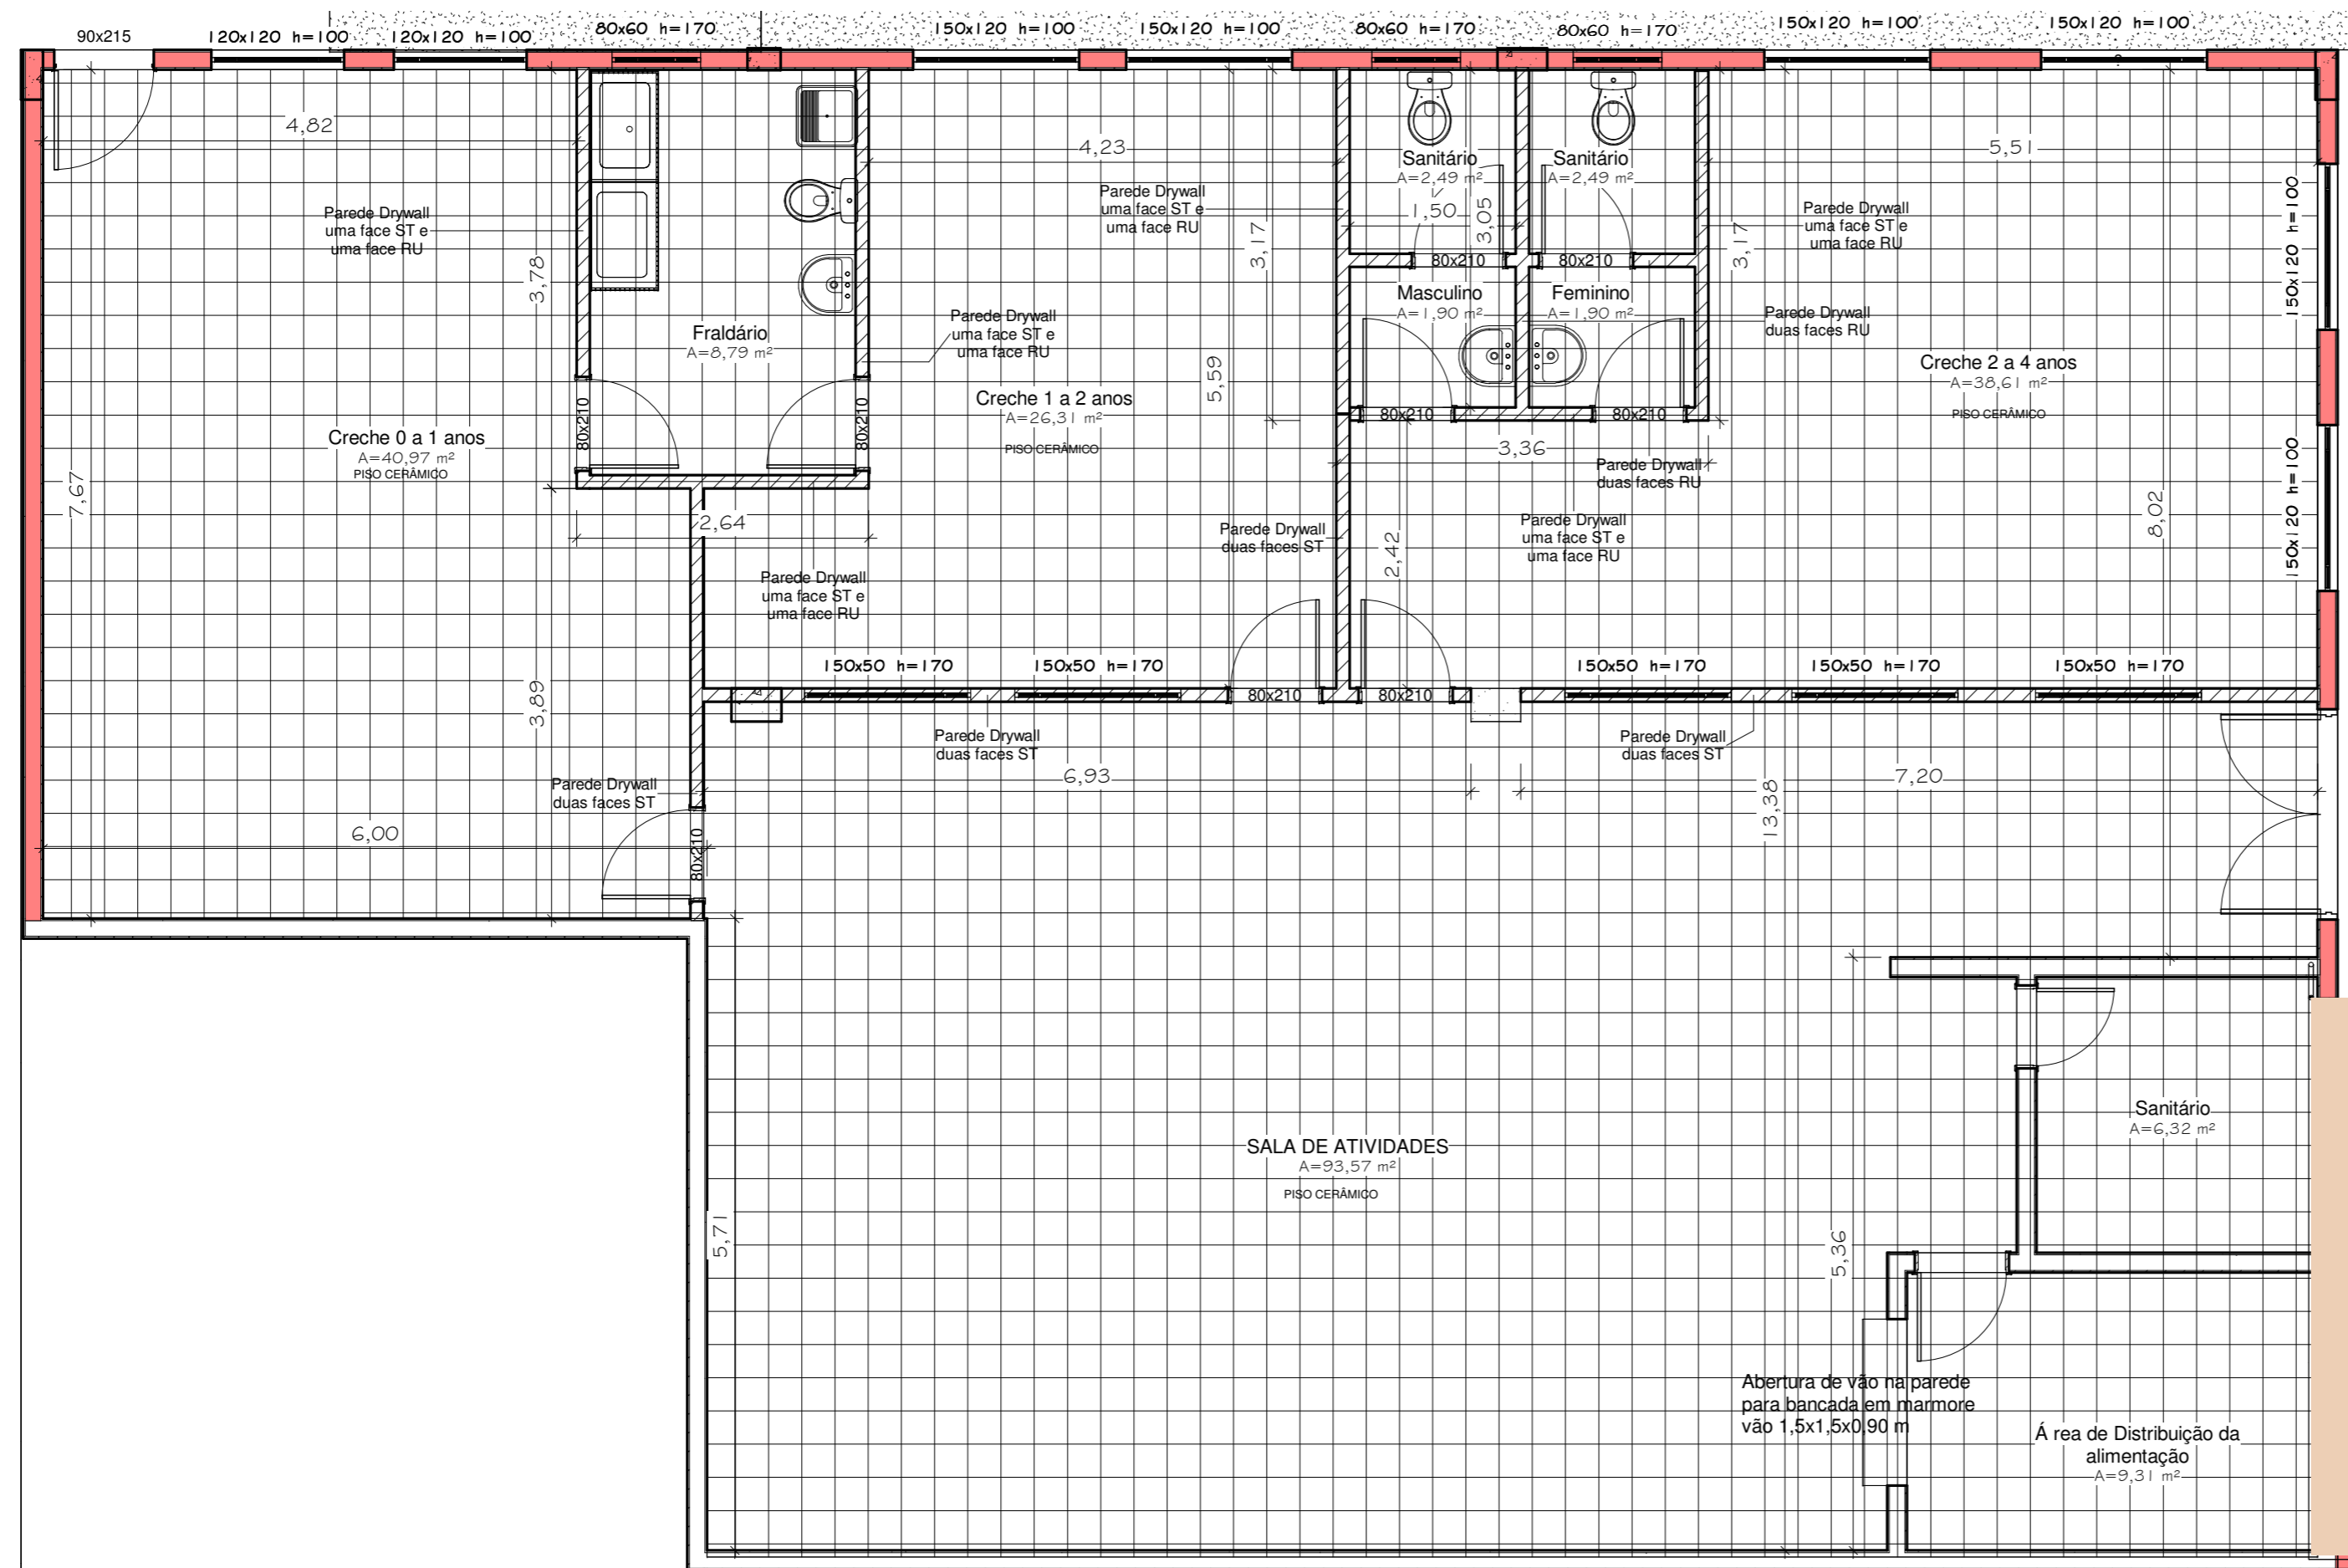 90x215
120x120 h=100
120x120 h=100
80x60 h=170
150x120 h=100
150x120 h=100
80x60 h=170
80x60 h=170
150x120 h=100
150x120 h=100
4,82
4,23
5,51
Sanitário
A=2,49 m²
Sanitário
A=2,49 m²
1,50
3,05
Parede Drywall
uma face ST e
uma face RU
Parede Drywall
uma face ST e
uma face RU
Parede Drywall
uma face ST e
uma face RU
150x120 h=100
3,78
3,17
3,17
80x210
80x210
Masculino
A=1,90 m²
Feminino
A=1,90 m²
Parede Drywall
duas faces RU
Fraldário
A=8,79 m²
Parede Drywall
uma face ST e
uma face RU
5,59
Creche 2 a 4 anos
A=38,61 m²
PISO CERÂMICO
Creche 1 a 2 anos
A=26,31 m²
PISO CERÂMICO
80x210
80x210
80x210
80x210
Creche 0 a 1 anos
A=40,97 m²
PISO CERÂMICO
7,67
3,36
Parede Drywall
duas faces RU
8,02
150x120 h=100
2,64
Parede Drywall
duas faces ST
2,42
Parede Drywall
uma face ST e
uma face RU
Parede Drywall
uma face ST e
uma face RU
150x50 h=170
150x50 h=170
150x50 h=170
150x50 h=170
150x50 h=170
80x210
80x210
3,89
Parede Drywall
duas faces ST
Parede Drywall
duas faces ST
6,93
7,20
13,38
Parede Drywall
duas faces ST
6,00
80x210
Sanitário
A=6,32 m²
SALA DE ATIVIDADES
A=93,57 m²
PISO CERÂMICO
5,71
5,36
Abertura de vão na parede
para bancada em marmore
vão 1,5x1,5x0,90 m
Á rea de Distribuição da
alimentação
A=9,31 m²